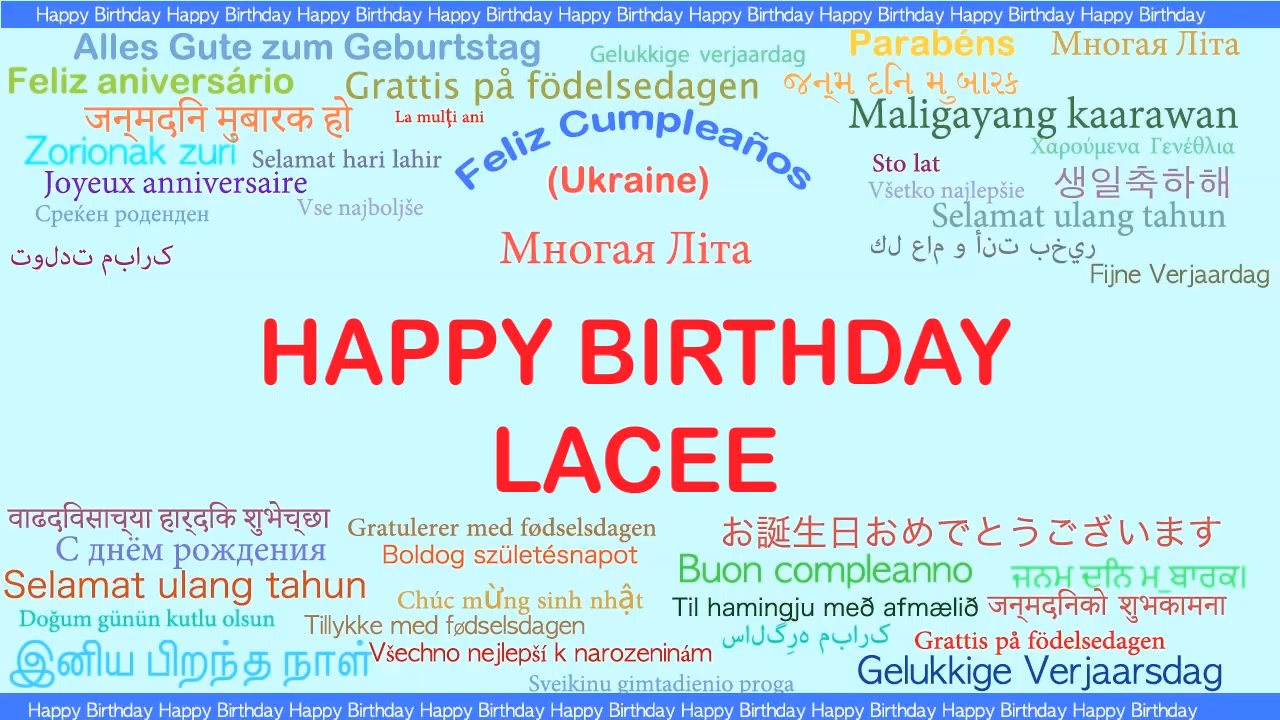 Happy Birthday Happy Birthday Happy Birthday Happy Birthday Happy Birthday Happy Birthday Happy Birthday Happy Birthday Happy Birthday
Alles Gute zum Geburtstag
Gelukkige verjaardag
Parabéns
Многая Літа
Feliz aniversário
Grattis på födelsedagen
જન્મ દનિ મુબારક
जन्मदनि मुबारक हो
La mulţi ani
Feliz Cumpleaños
Maligayang kaarawan
Zorionak zuri
Selamat hari lahir
Sto lat
Χαρούμενα Γενέθλια
Joyeux anniversaire
(Ukraine)
Všetko najlepšie
생일축하해
Среќен роденден
Vse najboljše
Selamat ulang tahun
Многая Літа
تولدت مبارک
كل عام و أنت بخير
Fijne Verjaardag
HAPPY BIRTHDAY
LACEE
वाढदविसाच्या हार्दकि शुभेच्छा
Gratulerer med fødselsdagen
お誕生日おめでとうございます
С днём рождения
Boldog születésnapot
Buon compleanno
ਜਨਮ ਦਨਿ ਮੁਬਾਰਕ।
Selamat ulang tahun
Chúc mừng sinh nhật
Til hamingju með afmælið
जन्मदनिको शुभकामना
Doğum günün kutlu olsun
Tillykke med fødselsdagen
سالگرہ مبارک
Grattis på födelsedagen
இனிய பிறந்த நாள்
Všechno nejlepší k narozeninám
Gelukkige Verjaarsdag
Sveikinu gimtadienio proga
Happy Birthday Happy Birthday Happy Birthday Happy Birthday Happy Birthday Happy Birthday Happy Birthday Happy Birthday Happy Birthday